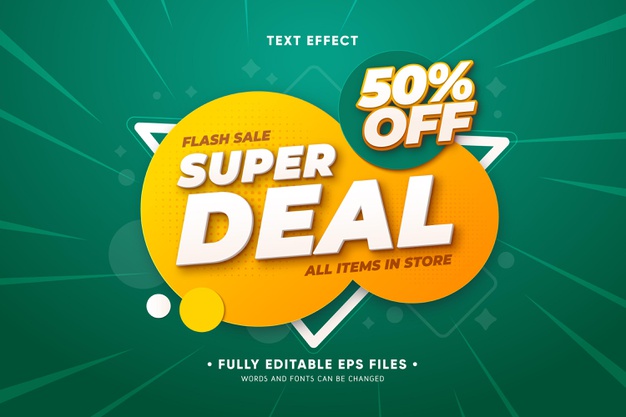 TEXT EFFECT
50%
OFF
FLASH SALE
SUPER
DEAL
ALL ITEMS IN STORE
• FULLY EDITABLE EPS FILES •
WORDS AND FONTS CAN BE CHANGED